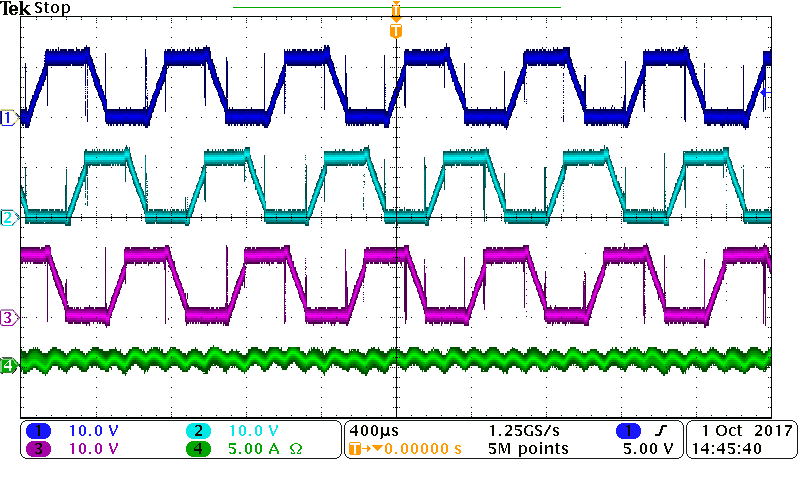 Tek Stop
T
T
1
2
3
4
1 10.0 V 2 10.0 V 400µs 1.25GS/s 1 1 Oct 2017
3 10.0 V 4 5.00 A Ω T→▼0.00000 s 5M points 5.00 V 14:45:40